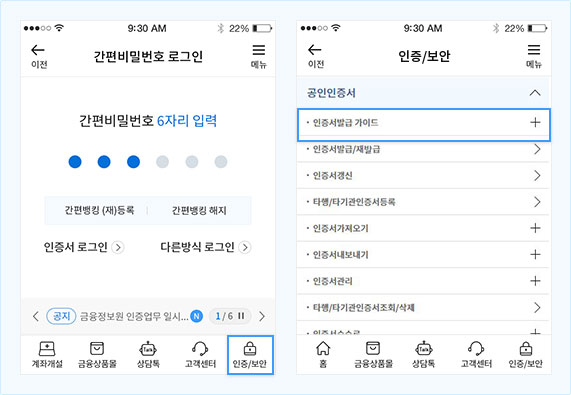 9:30 AM 22%
이전 간편비밀번호 로그인 메뉴
간편비밀번호 6자리 입력
간편뱅킹 (재)등록 | 간편뱅킹 해지
인증서 로그인 다른방식 로그인
공지 금융정보원 인증업무 일시... N 1 / 6
계좌개설 금융상품몰 Talk 상담톡 고객센터 인증/보안
9:30 AM 22%
이전 인증/보안 메뉴
공인인증서
· 인증서발급 가이드
· 인증서발급/재발급
· 인증서갱신
· 타행/타기관인증서등록
· 인증서가져오기
· 인증서내보내기
· 인증서관리
· 타행/타기관인증서조회/삭제
· 인증서수수료
홈 금융상품몰 Talk 상담톡 고객센터 인증/보안